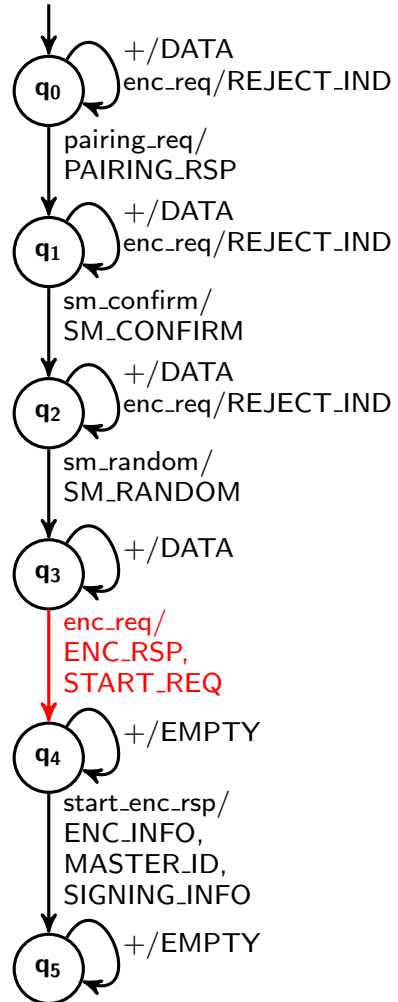 +/DATA
q0
enc_req/REJECT_IND
pairing_req/
PAIRING_RSP
+/DATA
q1
enc_req/REJECT_IND
sm_confirm/
SM_CONFIRM
+/DATA
q2
enc_req/REJECT_IND
sm_random/
SM_RANDOM
q3
+/DATA
enc_req/
ENC_RSP,
START_REQ
q4
+/EMPTY
start_enc_rsp/
ENC_INFO,
MASTER_ID,
SIGNING_INFO
q5
+/EMPTY